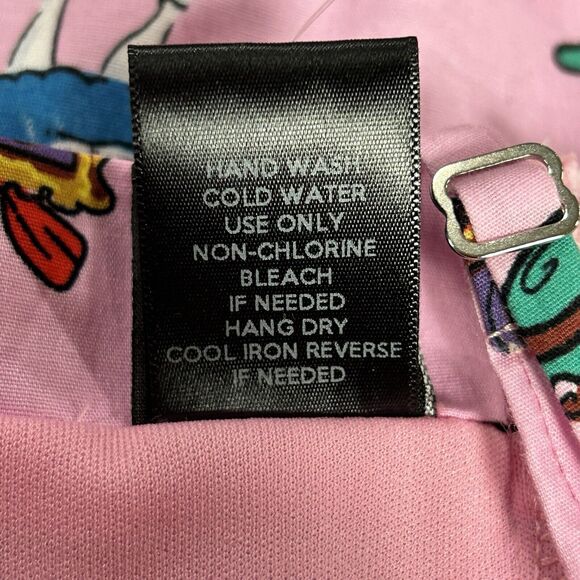 HAND WASH
COLD WATER
USE ONLY
NON-CHLORINE
BLEACH
IF NEEDED
HANG DRY
COOL IRON REVERSE
IF NEEDED